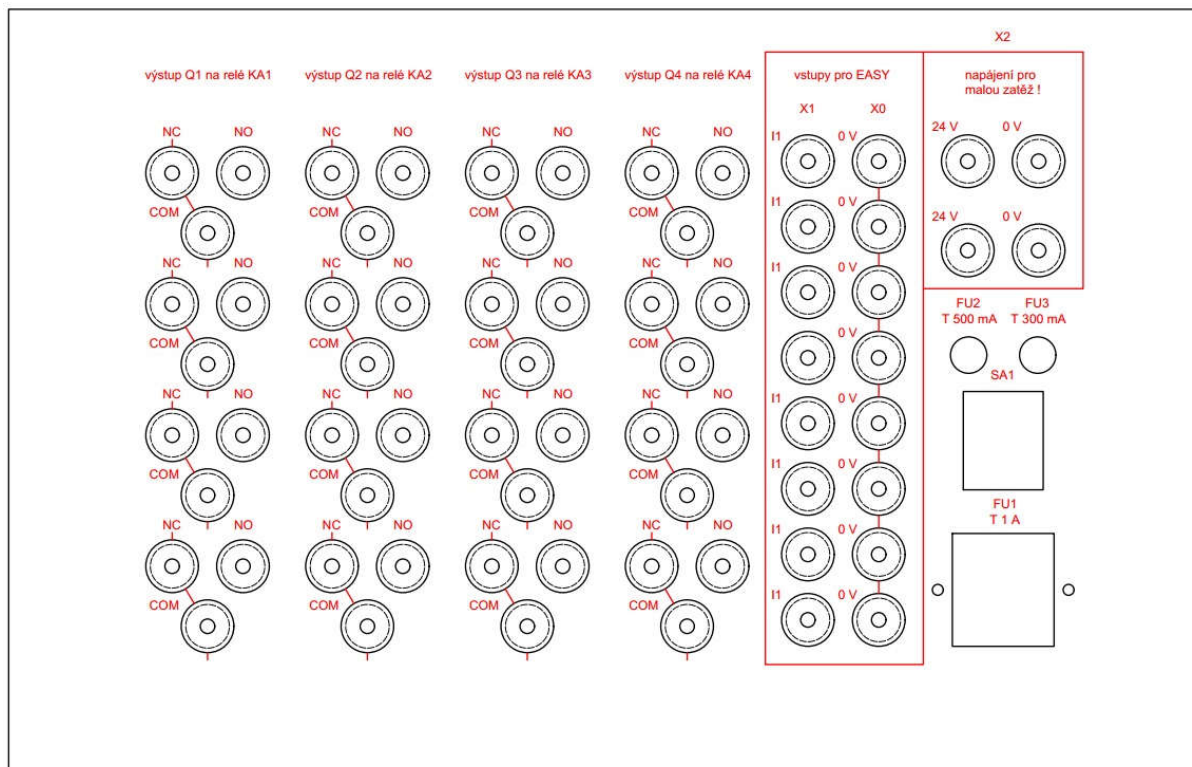 výstup Q1 na relé KA1
NC NO
COM
NC NO
COM
NC NO
COM
NC NO
COM
výstup Q2 na relé KA2
NC NO
COM
NC NO
COM
NC NO
COM
NC NO
COM
výstup Q3 na relé KA3
NC NO
COM
NC NO
COM
NC NO
COM
NC NO
COM
výstup Q4 na relé KA4
NC NO
COM
NC NO
COM
NC NO
COM
NC NO
COM
vstupy pro EASY
X1 X0
I1 0 V
I1 0 V
I1 0 V
0 V
I1 0 V
I1 0 V
I1 0 V
I1 0 V
X2
napájení pro
malou zatěž !
24 V 0 V
24 V 0 V
FU2 FU3
T 500 mA T 300 mA
SA1
FU1
T 1 A